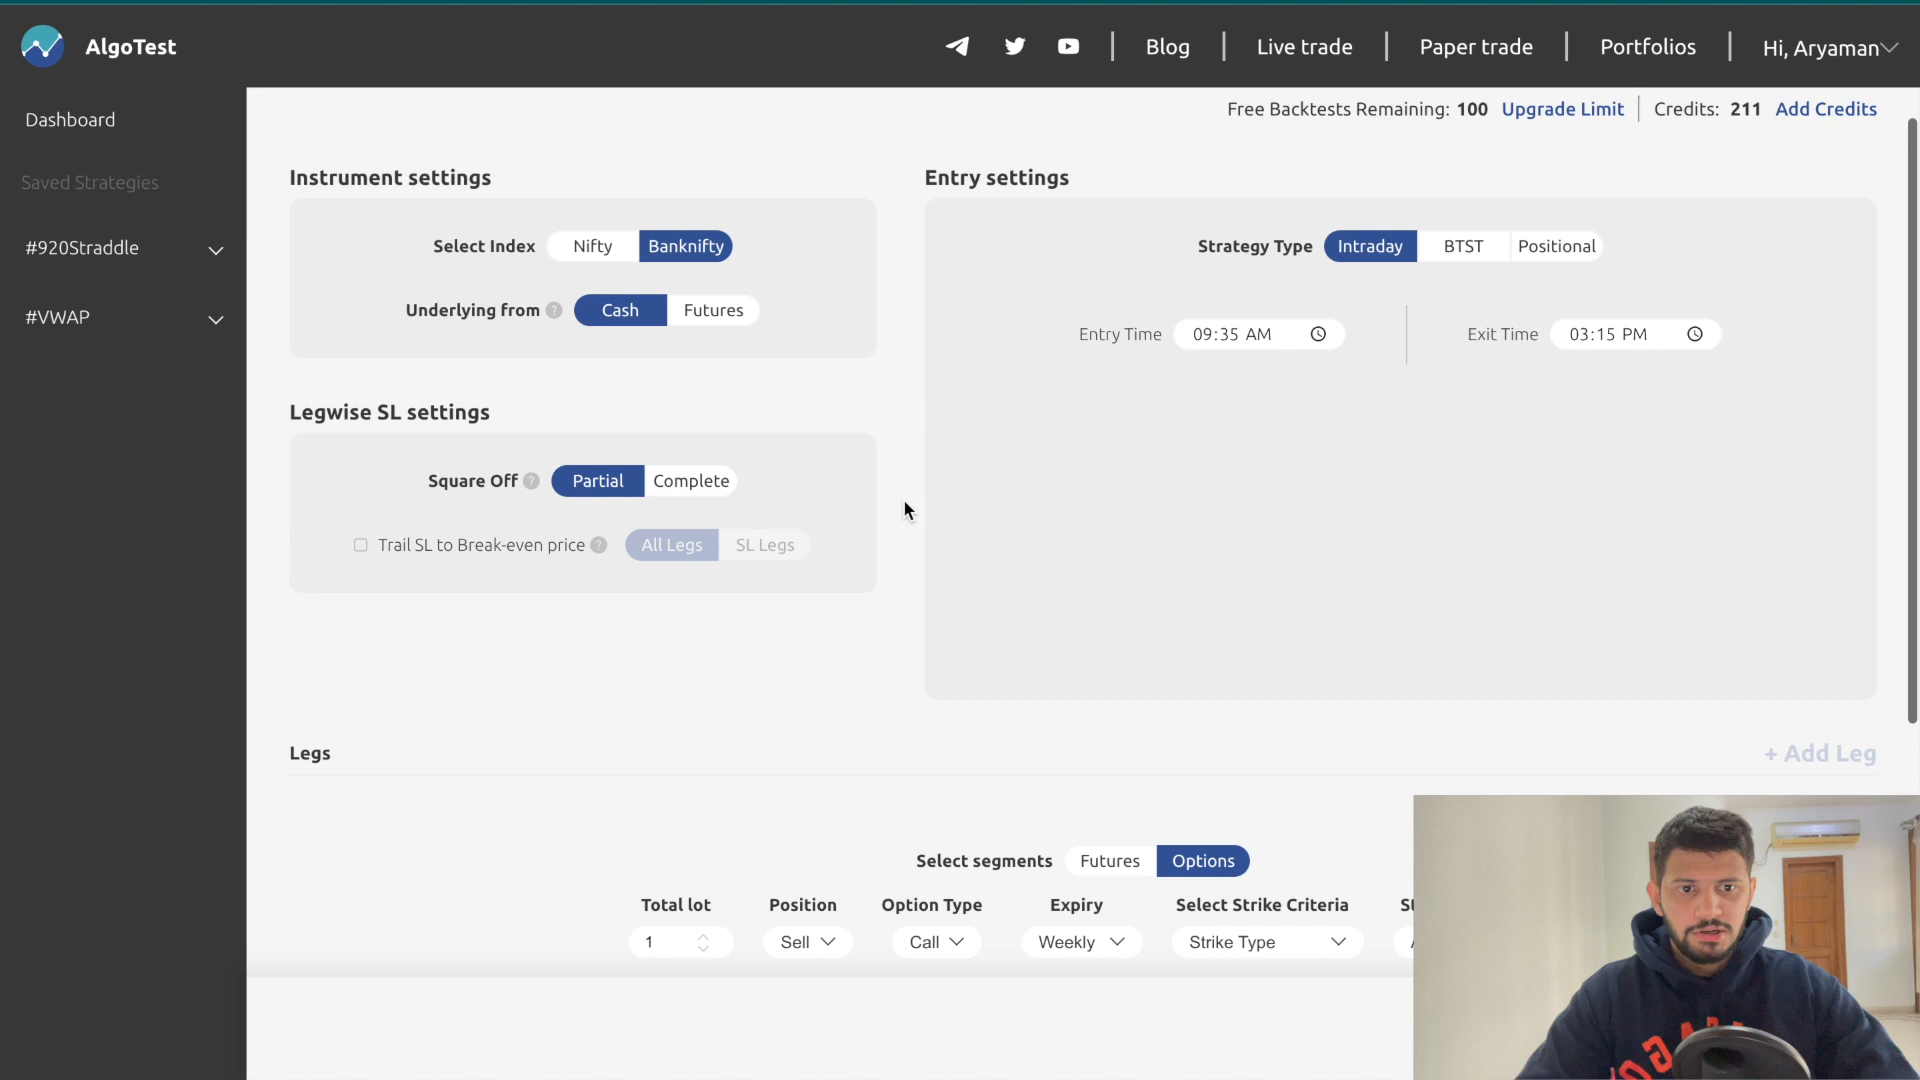 AlgoTest
Blog
Live trade
Paper trade
Portfolios
Hi, Aryaman
Dashboard
Saved Strategies
#920Straddle
#VWAP
Free Backtests Remaining: 100 Upgrade Limit
Credits: 211 Add Credits
Instrument settings
Select Index Nifty Banknifty
Underlying from ? Cash Futures
Legwise SL settings
Square Off ? Partial Complete
Trail SL to Break-even price ? All Legs SL Legs
Entry settings
Strategy Type Intraday BTST Positional
Entry Time 09:35 AM
Exit Time 03:15 PM
Legs
+ Add Leg
Select segments Futures Options
Total lot Position Option Type Expiry Select Strike Criteria
1 Sell Call Weekly Strike Type